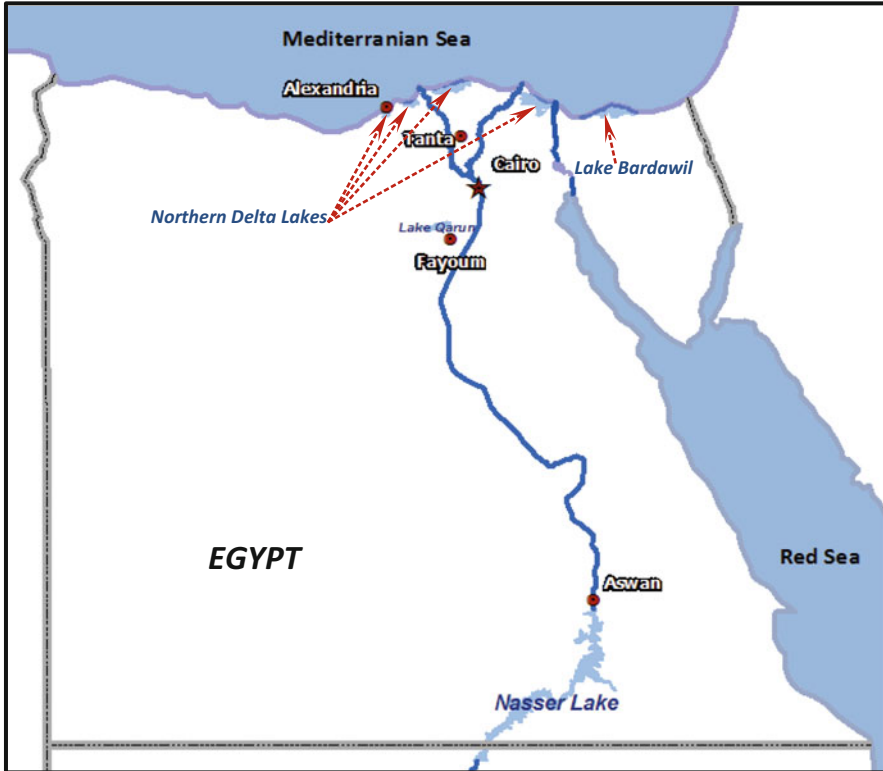 Mediterranian Sea
Alexandria
Tanta
Cairo
Lake Bardawil
Northern Delta Lakes
Lake Qarun
Fayoum
EGYPT
Red Sea
Aswan
Nasser Lake